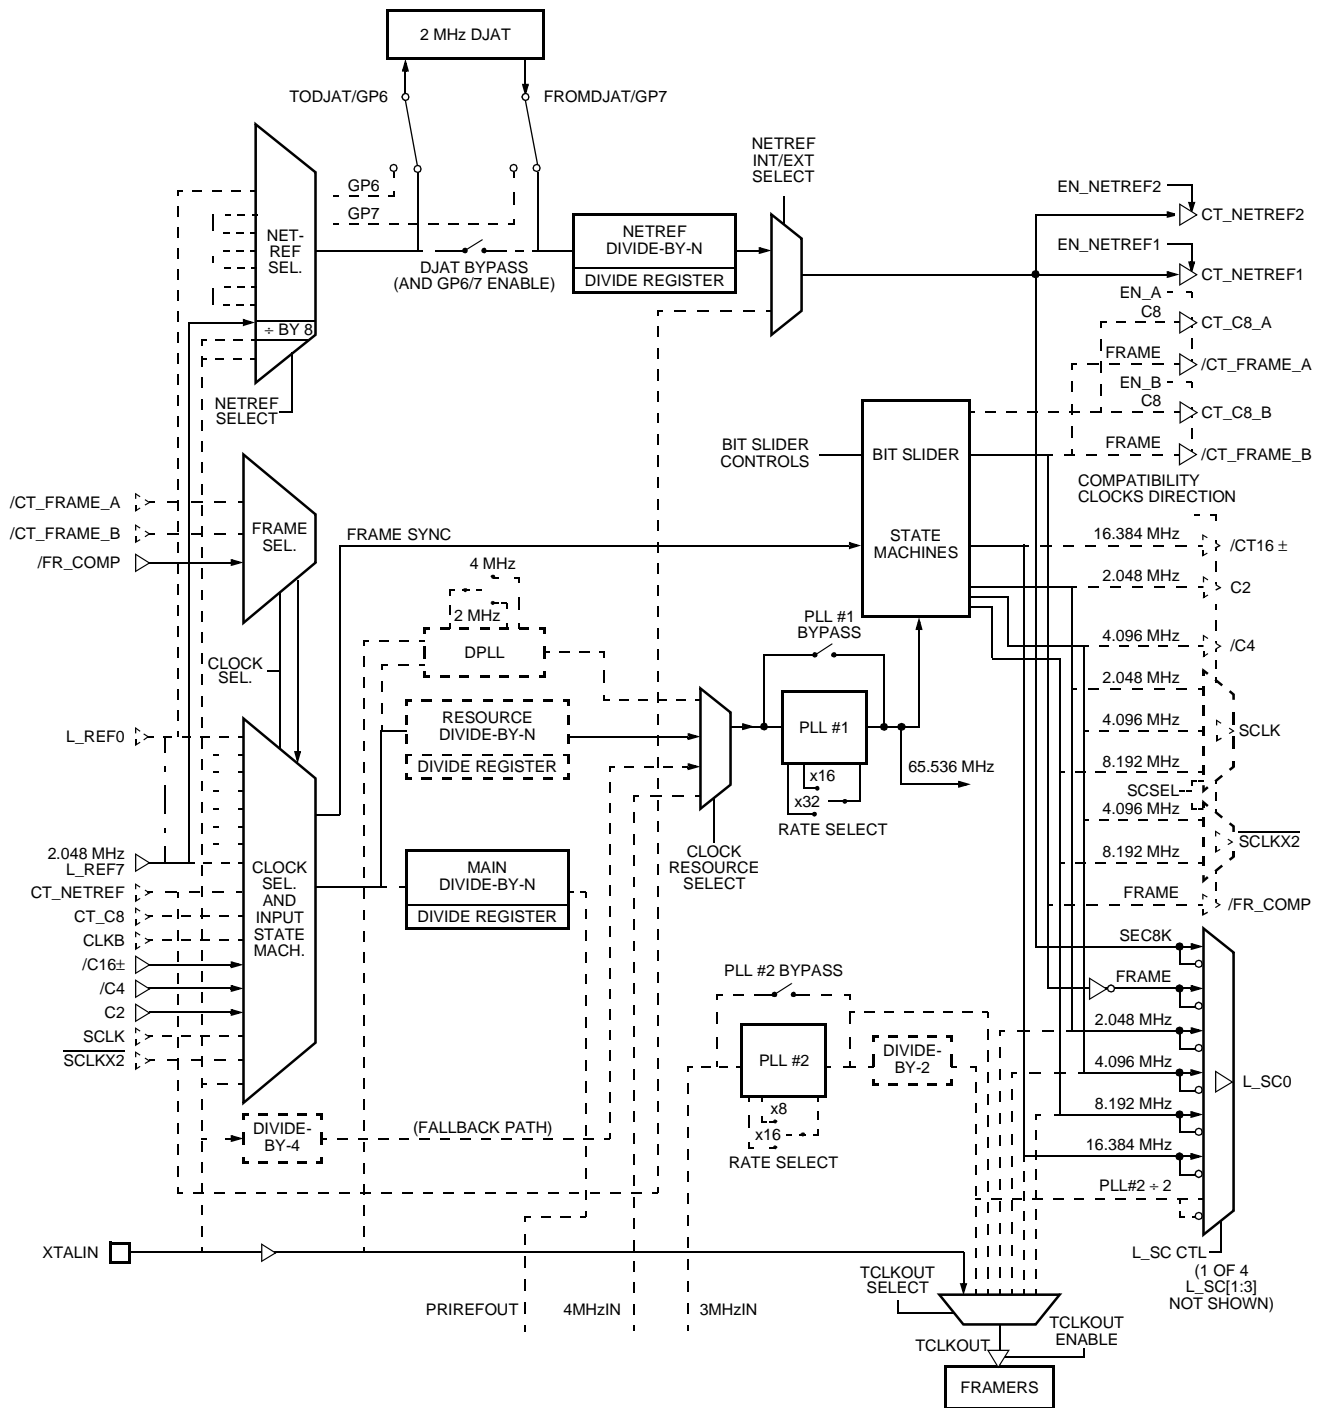 2 MHz DJAT
TODJAT/GP6
FROMDJAT/GP7
NETREF
INT/EXT
SELECT
GP6
GP7
NET-
REF
SEL.
÷ BY 8
NETREF
SELECT
DJAT BYPASS
(AND GP6/7 ENABLE)
NETREF
DIVIDE-BY-N
DIVIDE REGISTER
EN_NETREF2
CT_NETREF2
EN_NETREF1
CT_NETREF1
EN_A
C8
CT_C8_A
FRAME
/CT_FRAME_A
EN_B
C8
CT_C8_B
FRAME
/CT_FRAME_B
BIT SLIDER
CONTROLS
BIT SLIDER
STATE
MACHINES
COMPATIBILITY
CLOCKS DIRECTION
/CT_FRAME_A
/CT_FRAME_B
/FR_COMP
FRAME
SEL.
FRAME SYNC
16.384 MHz
/CT16 ±
2.048 MHz
C2
4.096 MHz
/C4
2.048 MHz
4.096 MHz
SCLK
8.192 MHz
SCSEL
4.096 MHz
SCLKX2
8.192 MHz
FRAME
/FR_COMP
4 MHz
2 MHz
DPLL
CLOCK
SEL.
PLL #1
BYPASS
RESOURCE
DIVIDE-BY-N
DIVIDE REGISTER
PLL #1
x16
x32
RATE SELECT
65.536 MHz
CLOCK
RESOURCE
SELECT
L_REF0
2.048 MHz
L_REF7
CT_NETREF
CT_C8
CLKB
/C16±
/C4
C2
SCLK
SCLKX2
CLOCK
SEL.
AND
INPUT
STATE
MACH.
MAIN
DIVIDE-BY-N
DIVIDE REGISTER
DIVIDE-
BY-4
(FALLBACK PATH)
PLL #2 BYPASS
PLL #2
x8
x16
RATE SELECT
DIVIDE-
BY-2
SEC8K
FRAME
2.048 MHz
4.096 MHz
L_SC0
8.192 MHz
16.384 MHz
PLL#2 ÷ 2
L_SC CTL
(1 OF 4
L_SC[1:3]
NOT SHOWN)
XTALIN
PRIREFOUT
4MHzIN
3MHzIN
TCLKOUT
SELECT
TCLKOUT
ENABLE
TCLKOUT
FRAMERS